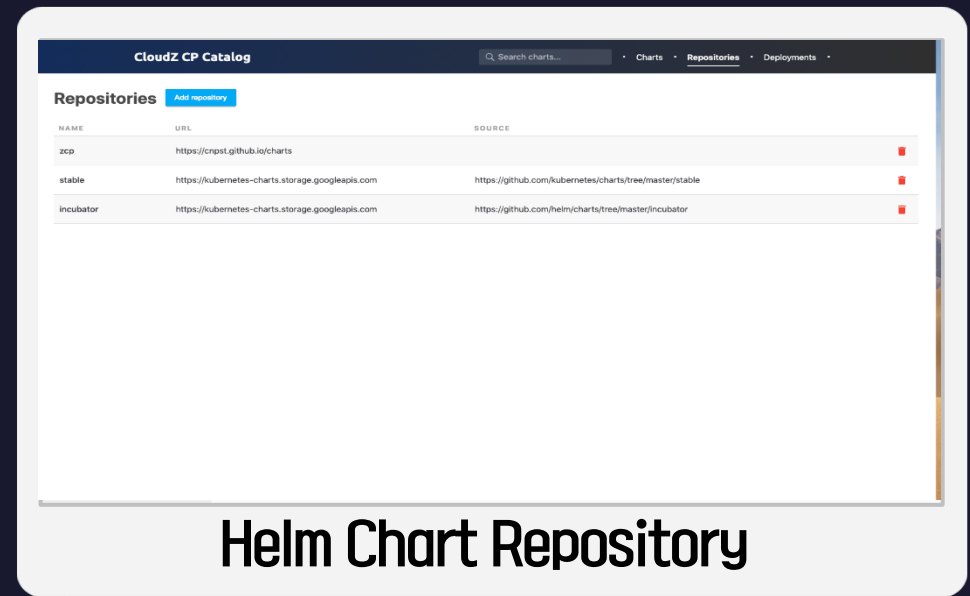 CloudZ CP Catalog Search charts... Charts Repositories Deployments
Repositories Add repository
NAME URL SOURCE
zcp https://cnpst.github.io/charts
stable https://kubernetes-charts.storage.googleapis.com https://github.com/kubernetes/charts/tree/master/stable
incubator https://kubernetes-charts.storage.googleapis.com https://github.com/helm/charts/tree/master/incubator
Helm Chart Repository